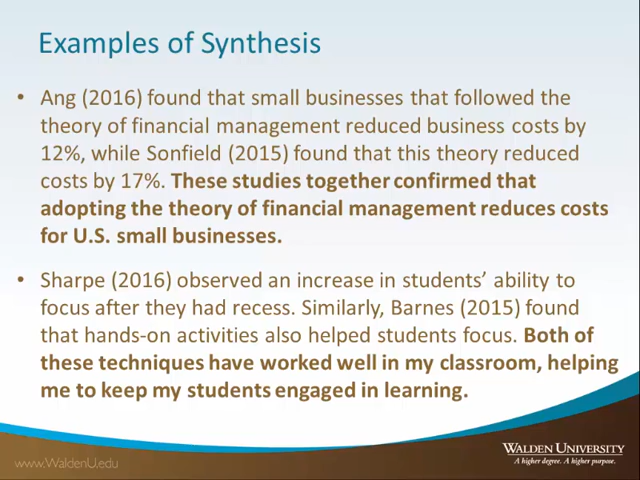 Examples of Synthesis
• Ang (2016) found that small businesses that followed the
theory of financial management reduced business costs by
12%, while Sonfield (2015) found that this theory reduced
costs by 17%. These studies together confirmed that
adopting the theory of financial management reduces costs
for U.S. small businesses.
• Sharpe (2016) observed an increase in students’ ability to
focus after they had recess. Similarly, Barnes (2015) found
that hands-on activities also helped students focus. Both of
these techniques have worked well in my classroom, helping
me to keep my students engaged in learning.
WALDEN UNIVERSITY
A higher degree. A higher purpose.
www.WaldenU.edu